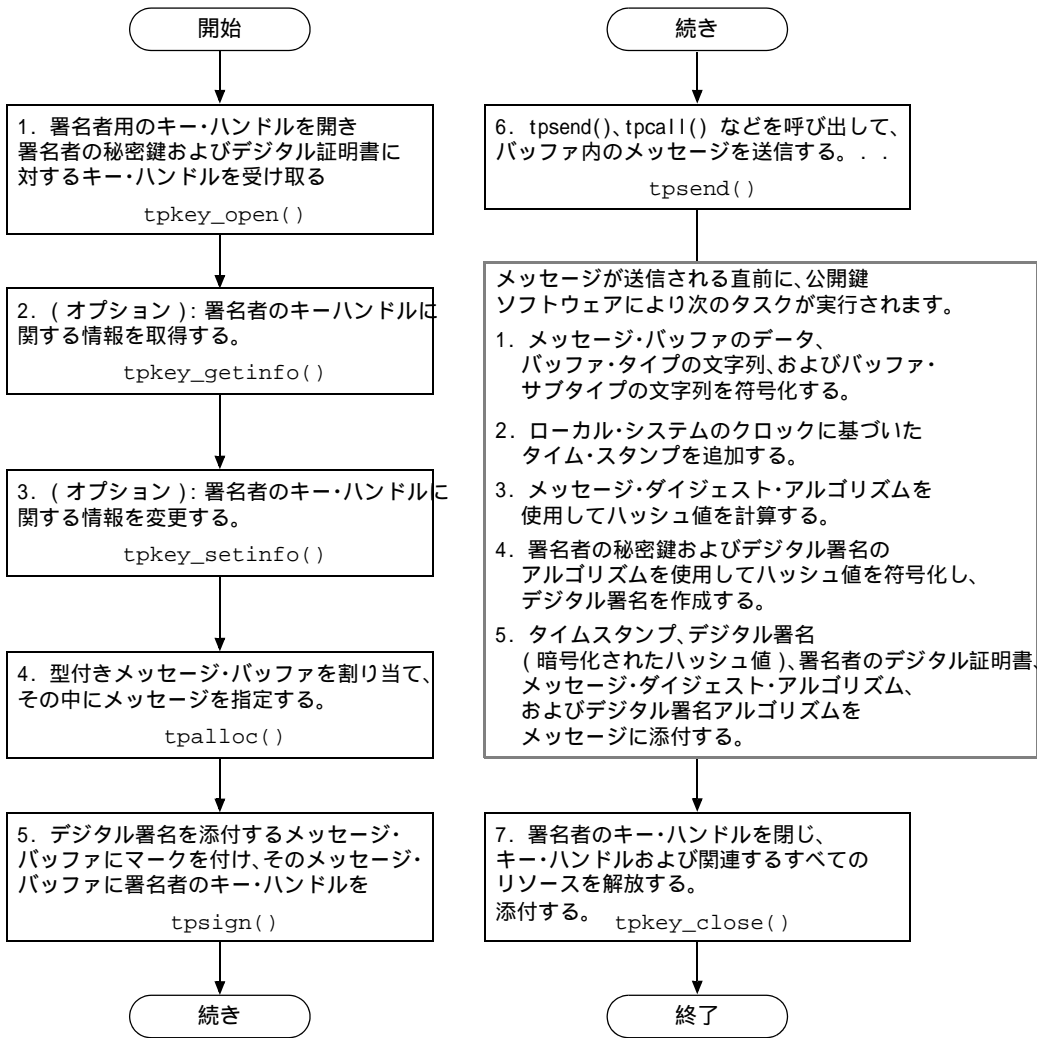 開始
1. 署名者用のキー・ハンドルを開き
署名者の秘密鍵およびデジタル証明書に
対するキー・ハンドルを受け取る
tpkey_open()
2. (オプション): 署名者のキーハンドルに
関する情報を取得する。
tpkey_getinfo()
3. (オプション): 署名者のキー・ハンドルに
関する情報を変更する。
tpkey_setinfo()
4. 型付きメッセージ・バッファを割り当て、
その中にメッセージを指定する。
tpalloc()
5. デジタル署名を添付するメッセージ・
バッファにマークを付け、そのメッセージ・
バッファに署名者のキー・ハンドルを
tpsign()
続き
続き
6. tpsend()、tpcall() などを呼び出して、
バッファ内のメッセージを送信する。. .
tpsend()
メッセージが送信される直前に、公開鍵
ソフトウェアにより次のタスクが実行されます。
1. メッセージ・バッファのデータ、
バッファ・タイプの文字列、およびバッファ・
サブタイプの文字列を符号化する。
2. ローカル・システムのクロックに基づいた
タイム・スタンプを追加する。
3. メッセージ・ダイジェスト・アルゴリズムを
使用してハッシュ値を計算する。
4. 署名者の秘密鍵およびデジタル署名の
アルゴリズムを使用してハッシュ値を符号化し、
デジタル署名を作成する。
5. タイムスタンプ、デジタル署名
(暗号化されたハッシュ値)、署名者のデジタル証明書、
メッセージ・ダイジェスト・アルゴリズム、
およびデジタル署名アルゴリズムを
メッセージに添付する。
7. 署名者のキー・ハンドルを閉じ、
キー・ハンドルおよび関連するすべての
リソースを解放する。
添付する。 tpkey_close()
終了